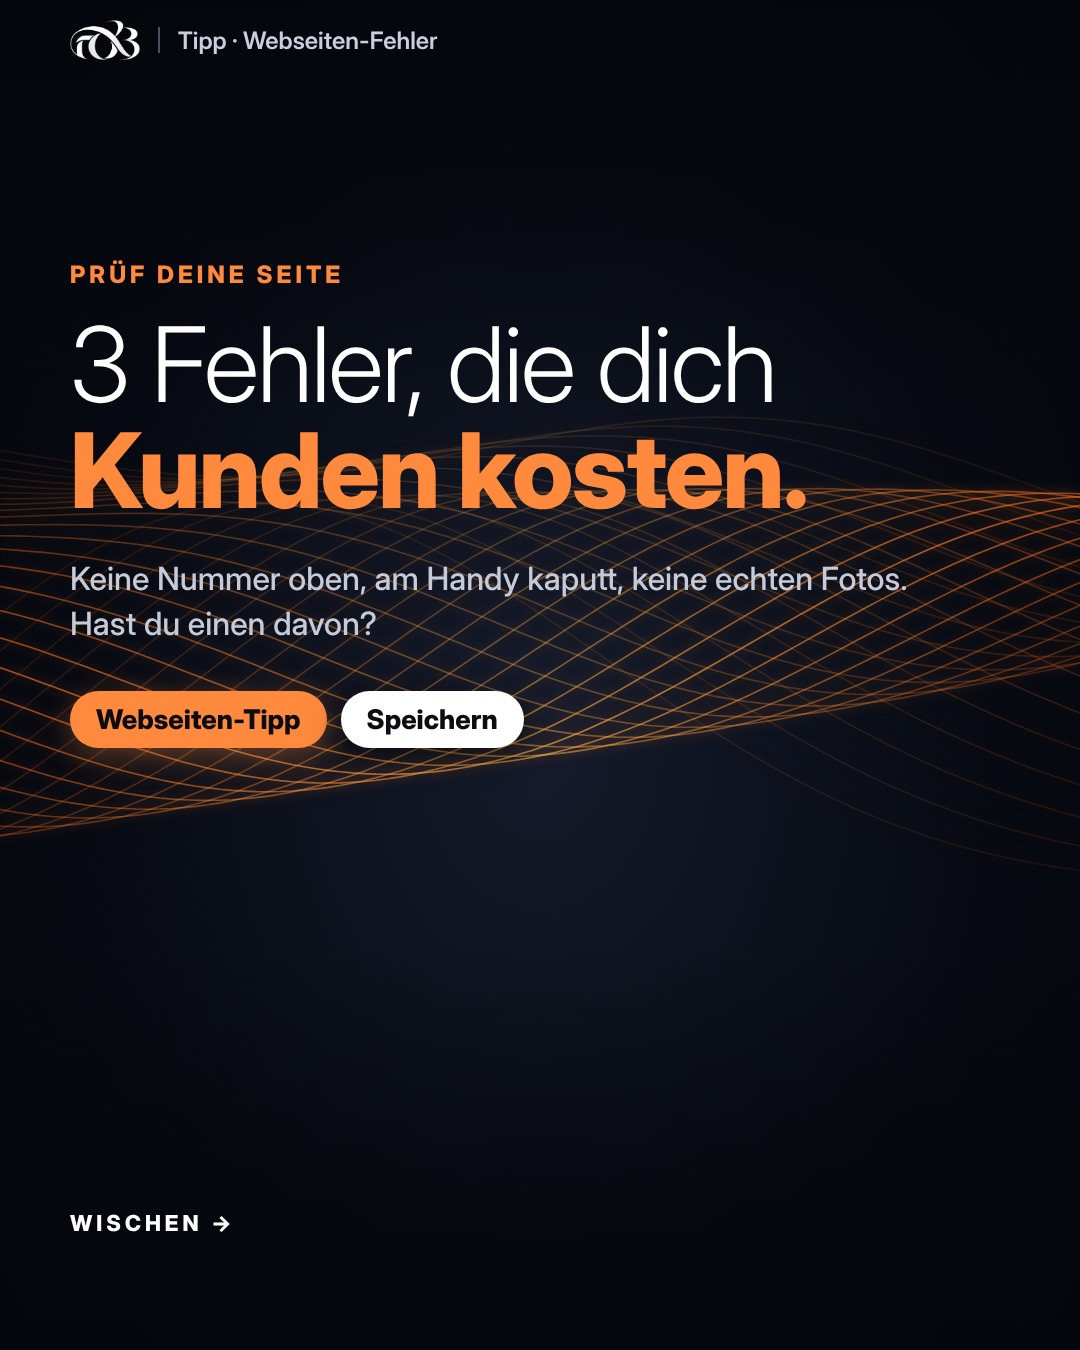 Tipp · Webseiten-Fehler
PRÜF DEINE SEITE
3 Fehler, die dich
Kunden kosten.
Keine Nummer oben, am Handy kaputt, keine echten Fotos.
Hast du einen davon?
Webseiten-Tipp
Speichern
WISCHEN →